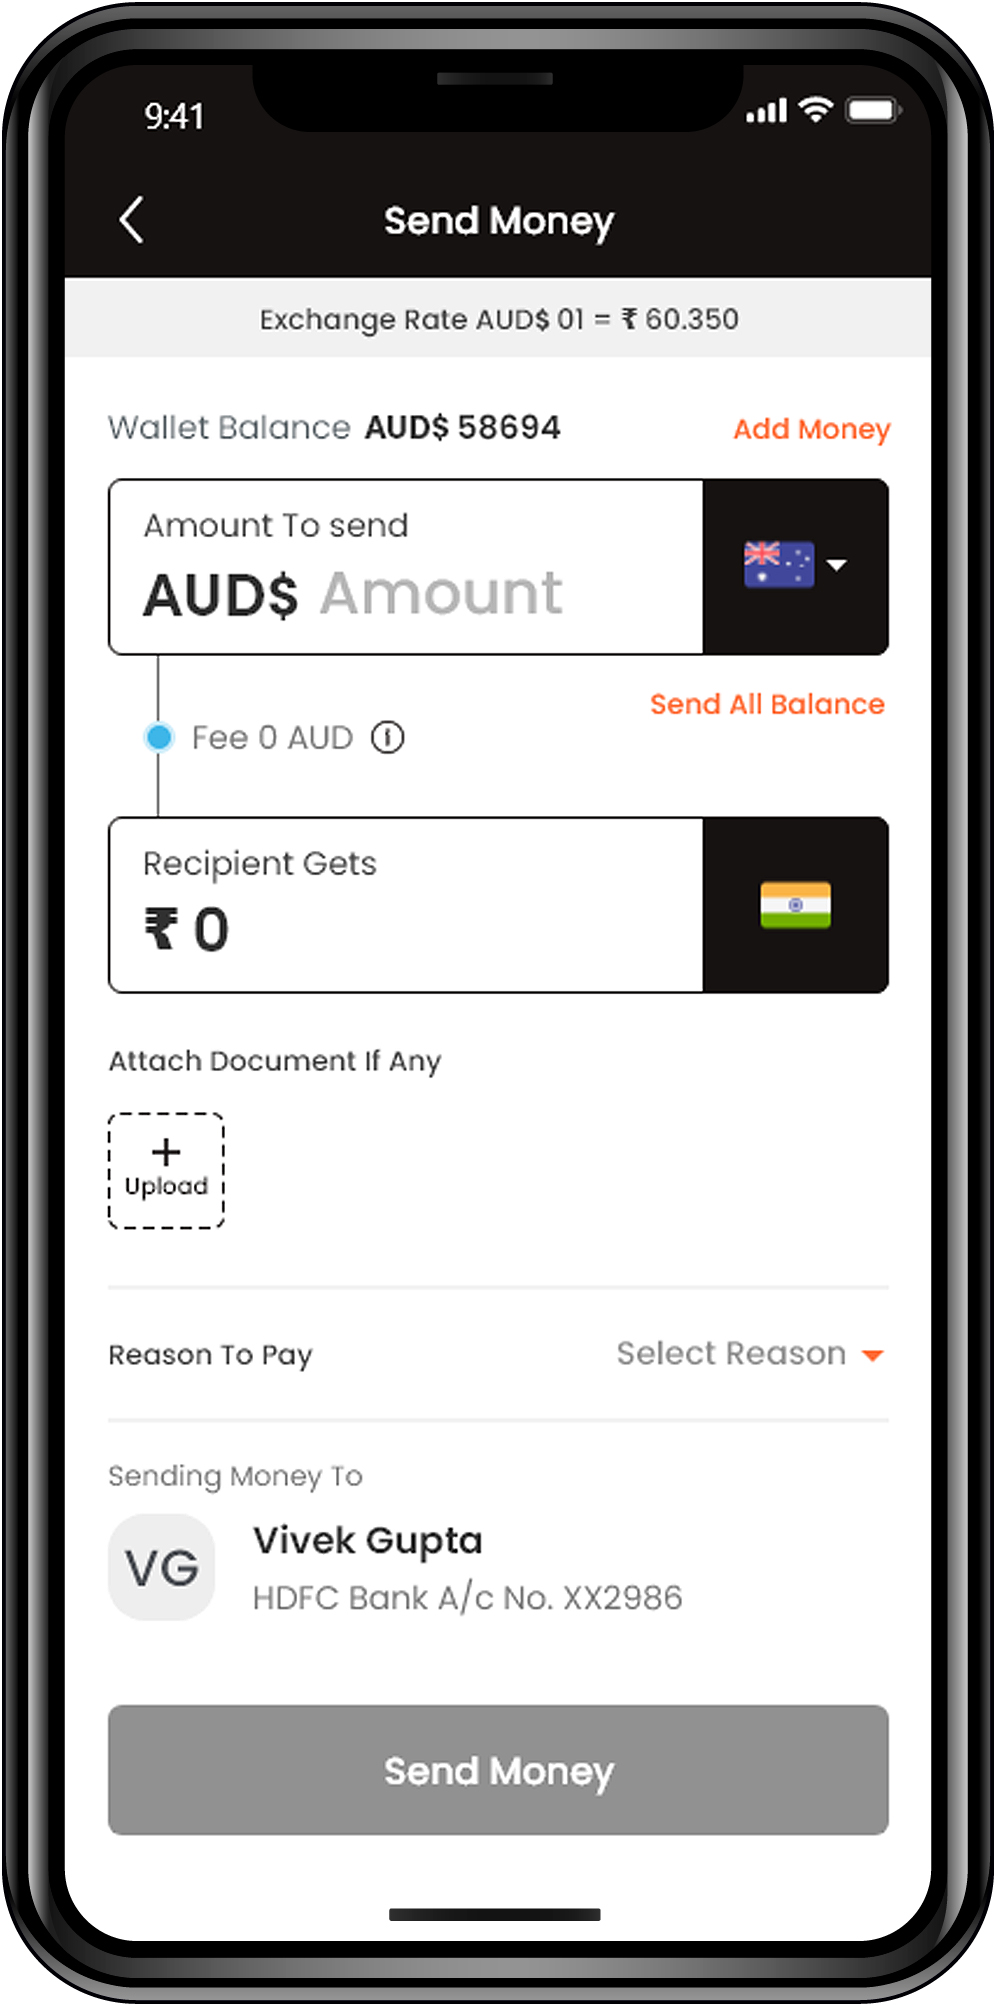 9:41
Send Money
Exchange Rate AUD$ 01 = ₹ 60.350
Wallet Balance AUD$ 58694 Add Money
Amount To send
AUD$ Amount
Send All Balance
Fee 0 AUD
Recipient Gets
₹ 0
Attach Document If Any
+
Upload
Reason To Pay Select Reason
Sending Money To
VG
Vivek Gupta
HDFC Bank A/c No. XX2986
Send Money